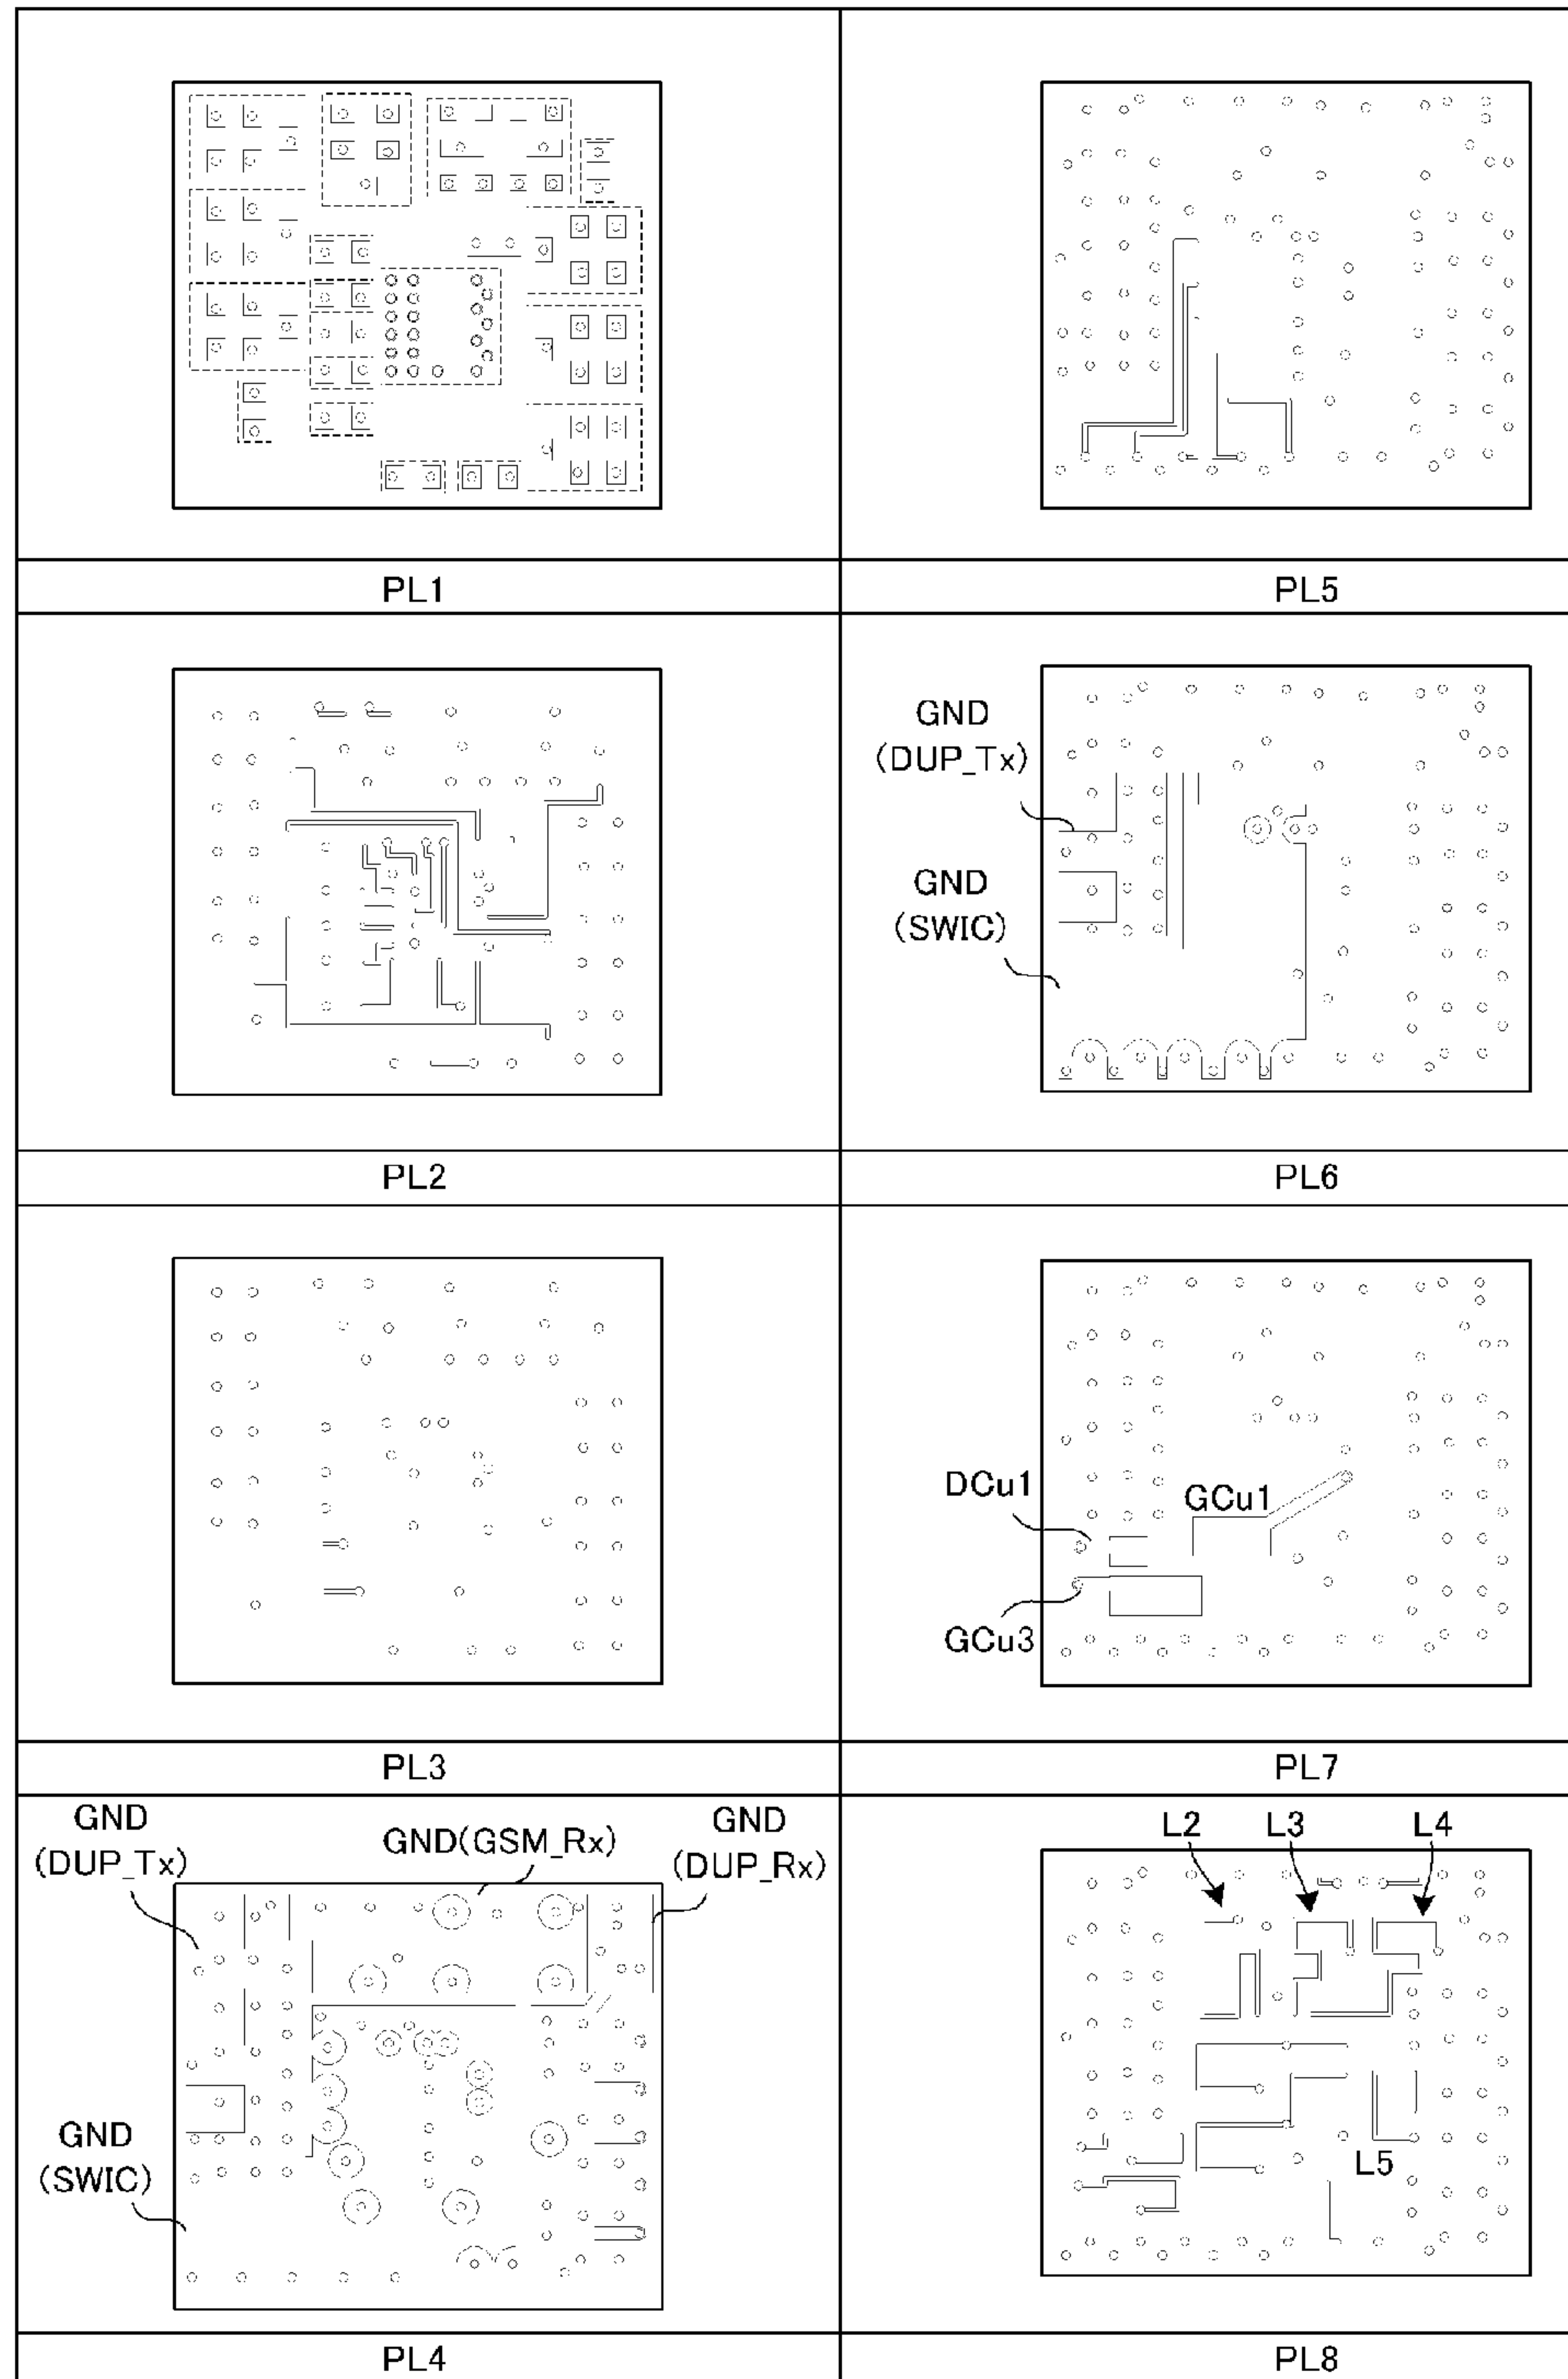 PL1
PL5
GND
(DUP_Tx)
GND
(SWIC)
PL2
PL6
DCu1
GCu1
GCu3
PL3
PL7
GND
(DUP_Tx)
GND(GSM_Rx)
GND
(DUP_Rx)
GND
(SWIC)
L2
L3
L4
L5
PL4
PL8